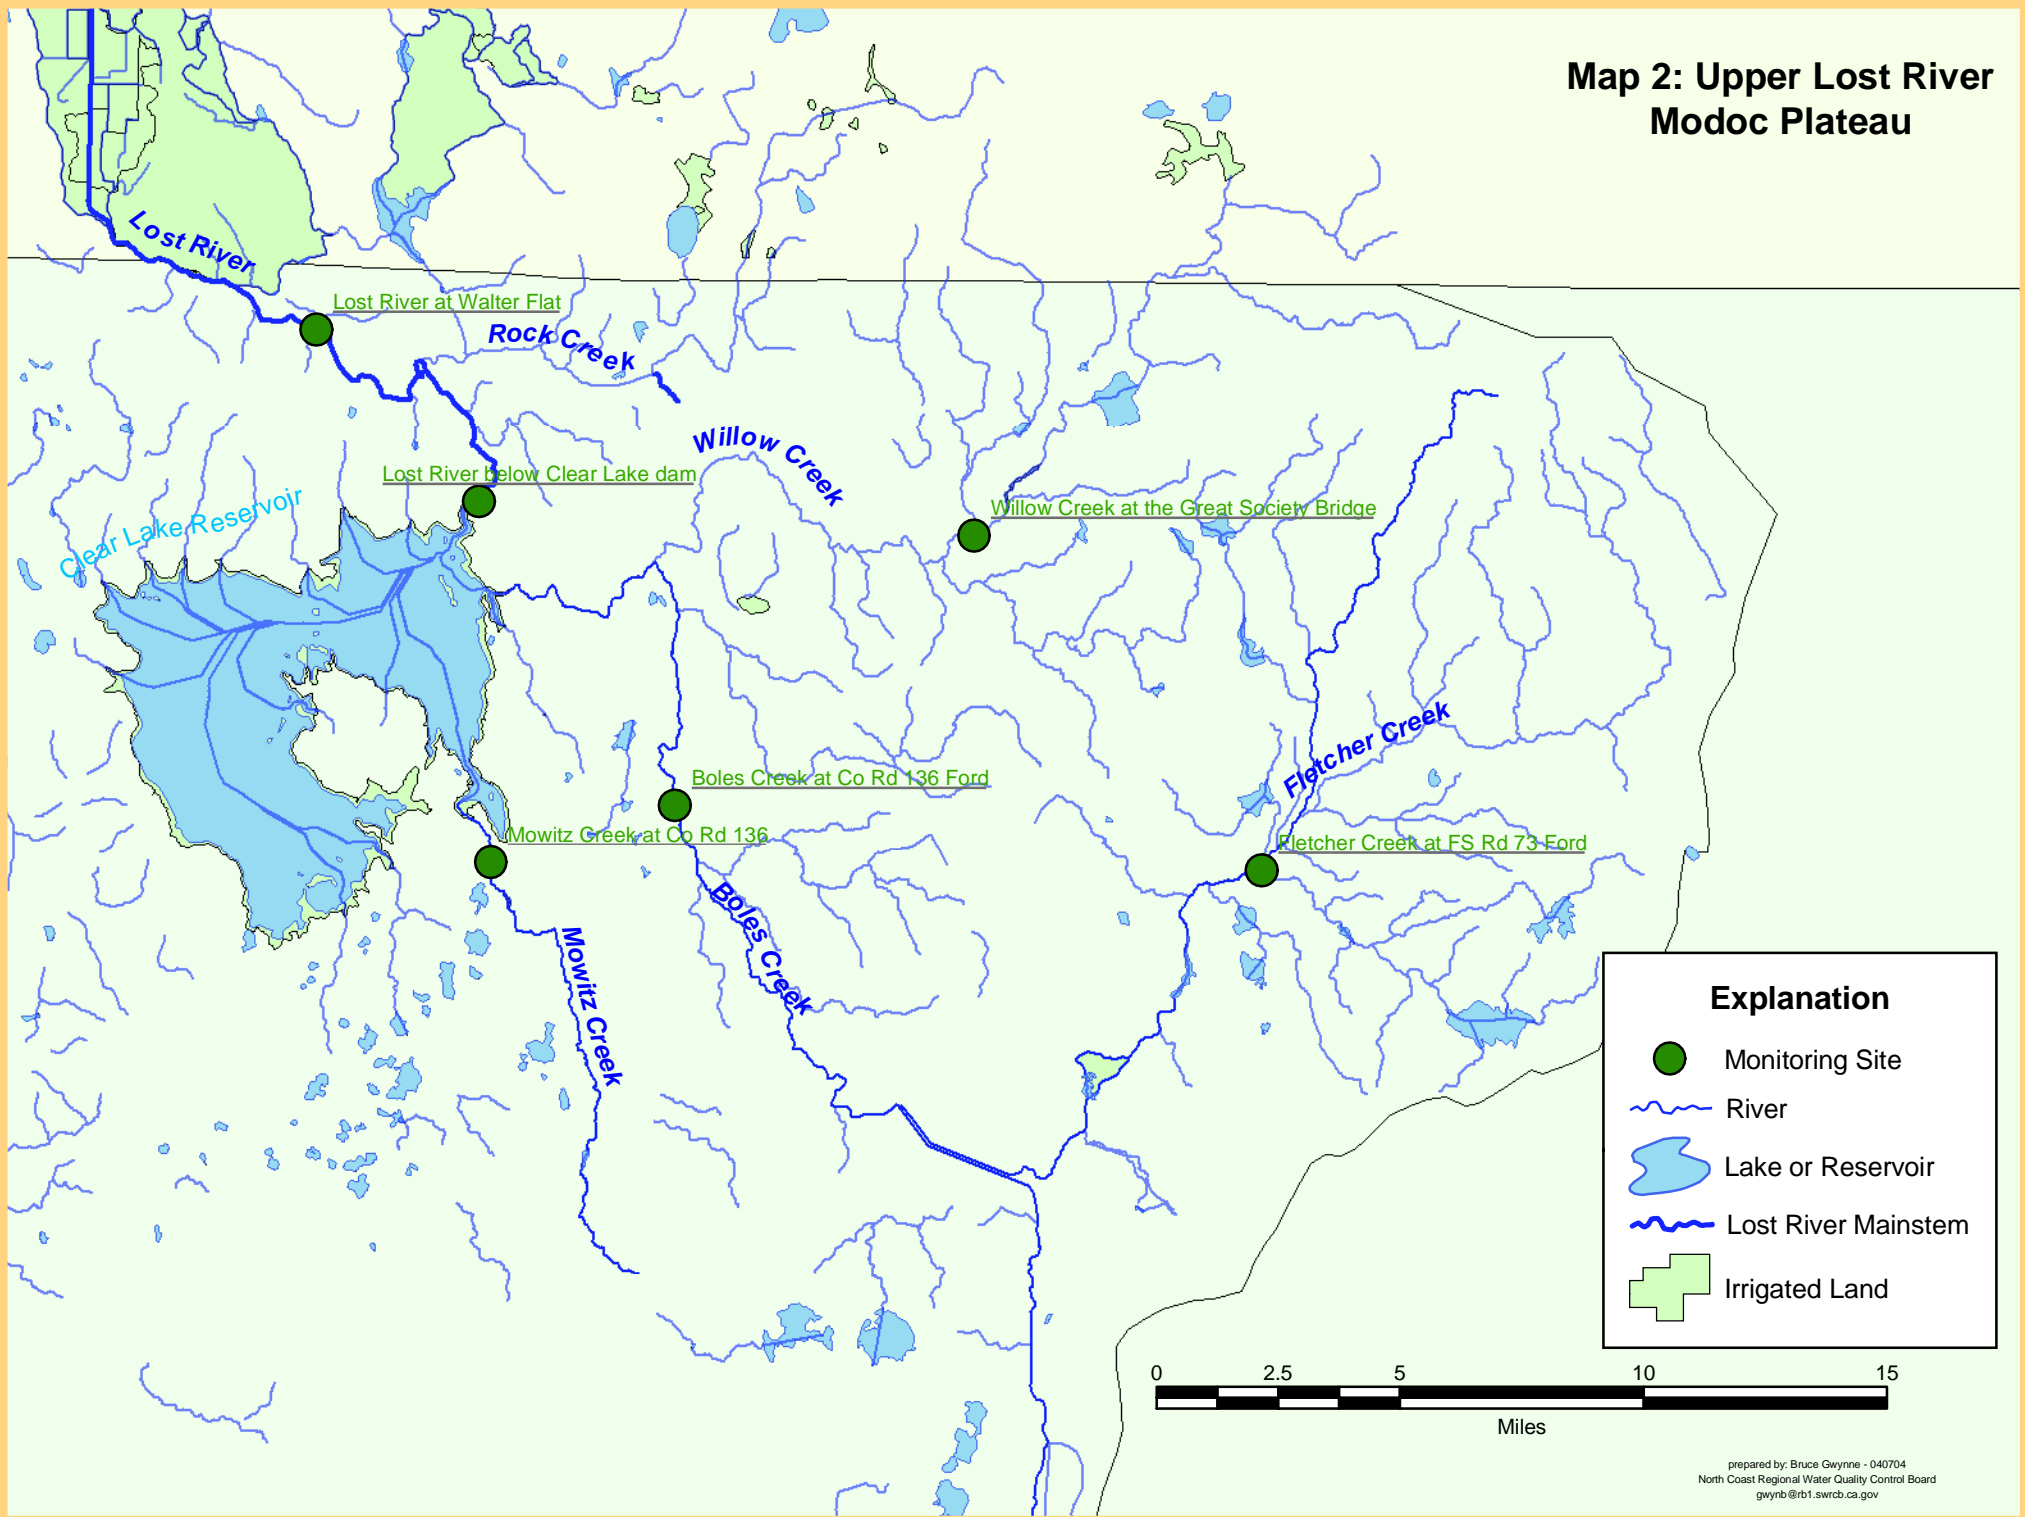 Map 2: Upper Lost River
Modoc Plateau
Lost River
Lost River at Walter Flat
Rock Creek
Willow Creek
Lost River below Clear Lake dam
Clear Lake Reservoir
Willow Creek at the Great Society Bridge
Fletcher Creek
Boles Creek at Co Rd 136 Ford
Mowitz Creek at Co Rd 136
Fletcher Creek at FS Rd 73 Ford
Boles Creek
Mowitz Creek
Explanation
Monitoring Site
River
Lake or Reservoir
Lost River Mainstem
Irrigated Land
0 2.5 5 10 15
Miles
prepared by: Bruce Gwynne - 040704
North Coast Regional Water Quality Control Board
gwynb@rb1.swrcb.ca.gov